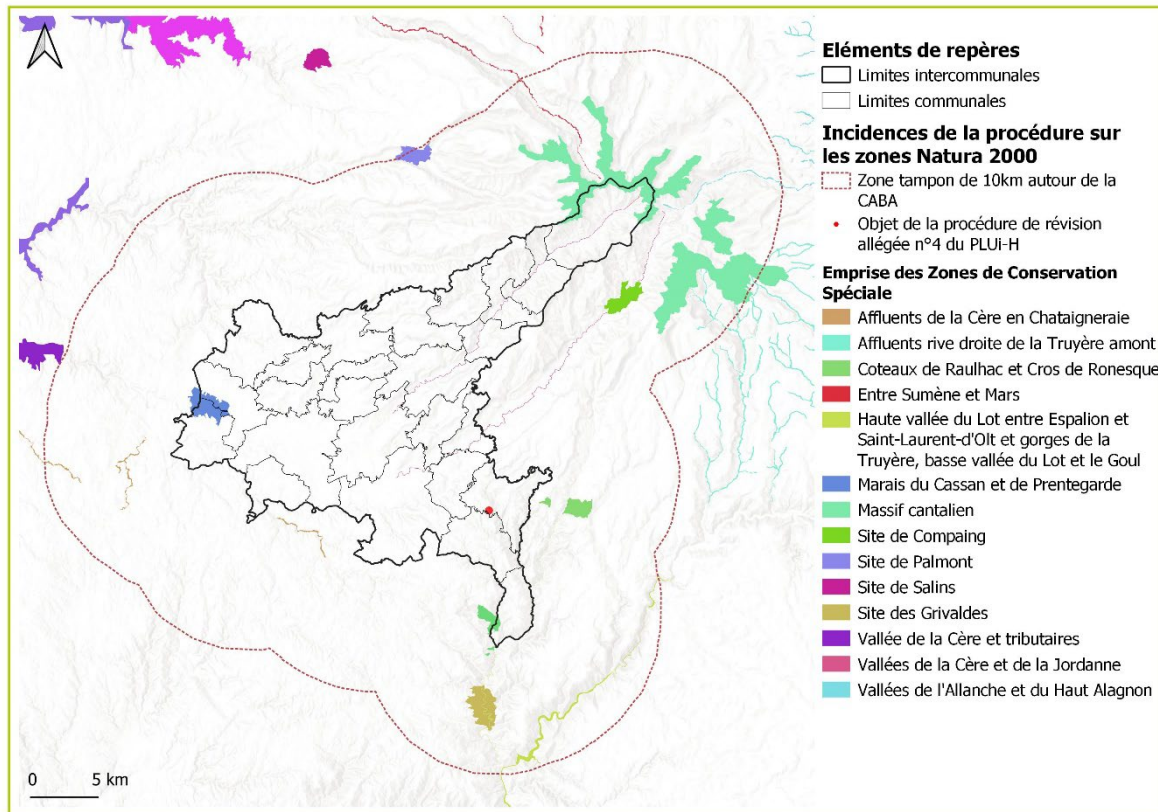 Eléments de repères
Limites intercommunales
Limites communales
Incidences de la procédure sur
les zones Natura 2000
Zone tampon de 10km autour de la
CABA
Objet de la procédure de révision
allégée n°4 du PLUi-H
Emprise des Zones de Conservation
Spéciale
Affluents de la Cère en Chataigneraie
Affluents rive droite de la Truyère amont
Coteaux de Raulhac et Cros de Ronesque
Entre Sumène et Mars
Haute vallée du Lot entre Espalion et
Saint-Laurent-d'Olt et gorges de la
Truyère, basse vallée du Lot et le Goul
Marais du Cassan et de Prentegarde
Massif cantalien
Site de Compaing
Site de Palmont
Site de Salins
Site des Grivaldes
Vallée de la Cère et tributaires
Vallées de la Cère et de la Jordanne
Vallées de l'Allanche et du Haut Alagnon
0 5 km